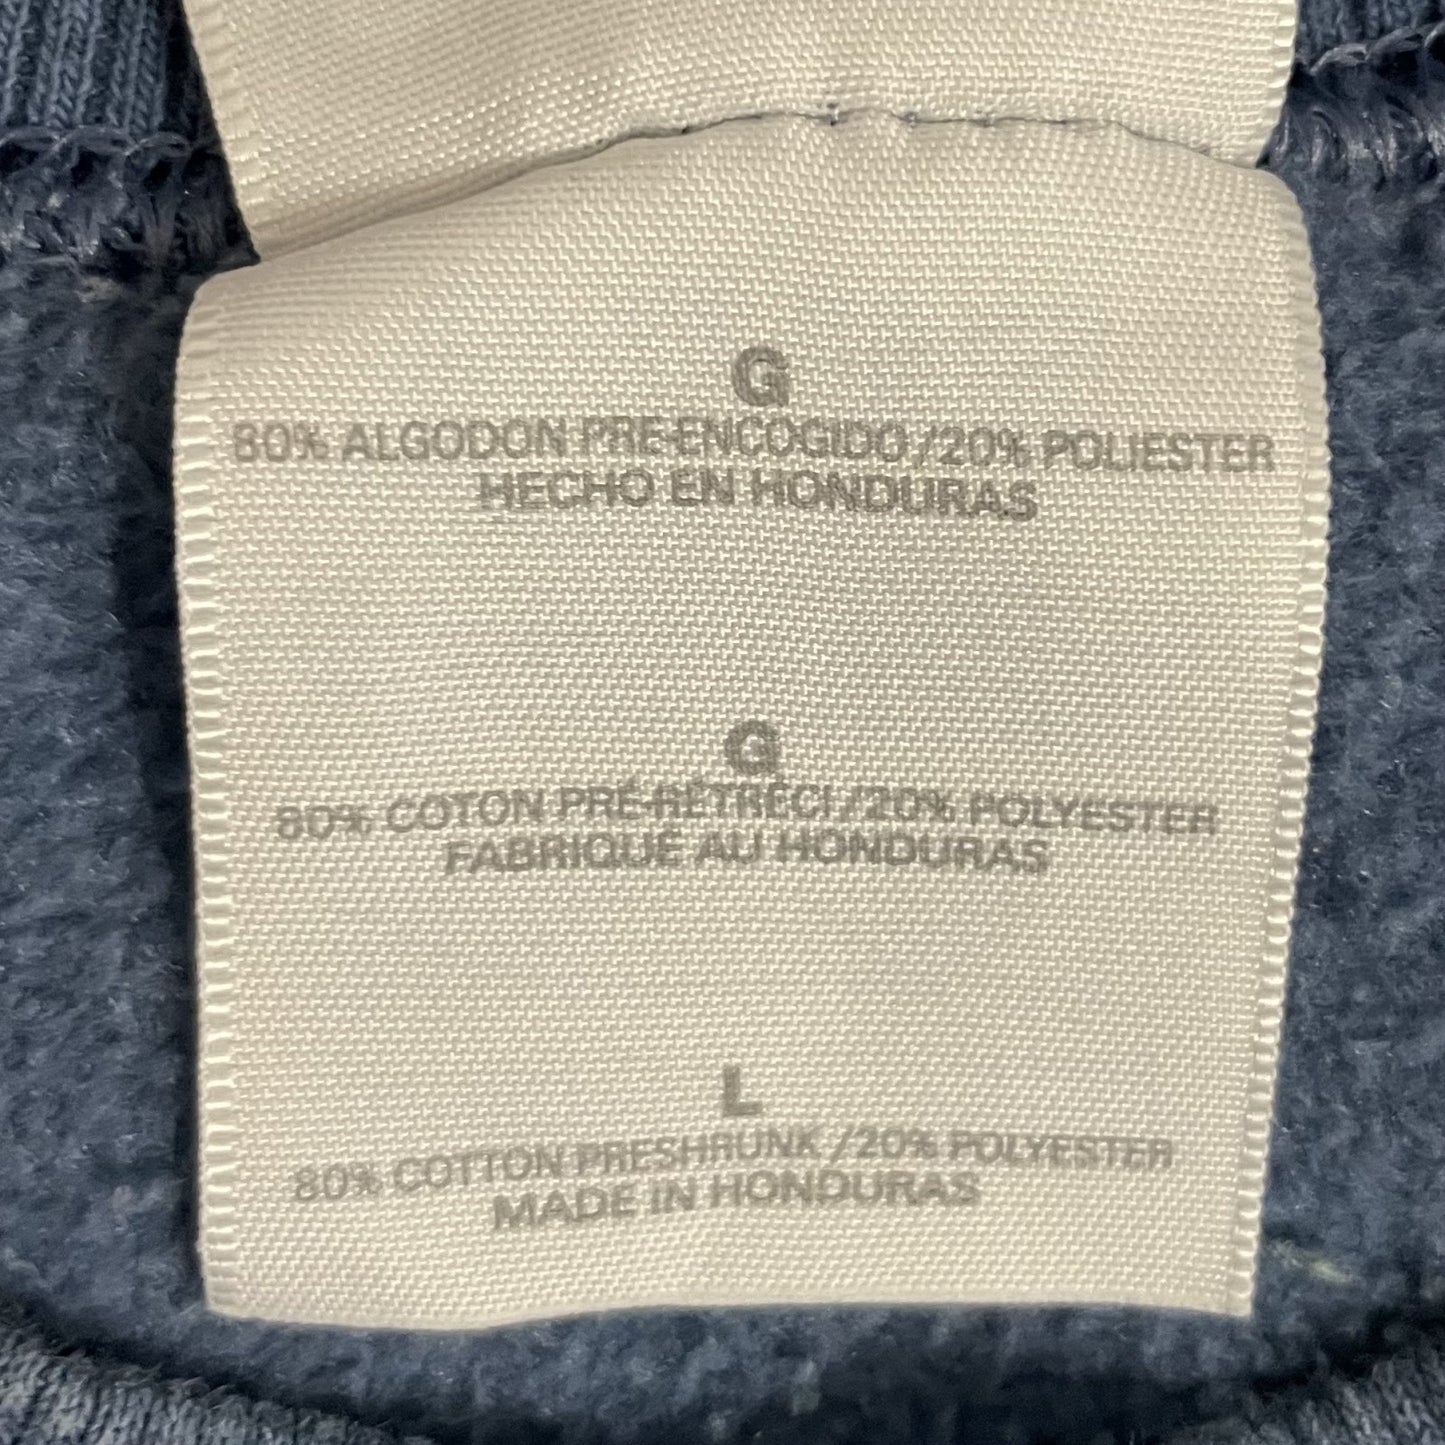 G
80% ALGODON PRE-ENCOGIDO/20% POLIESTER
HECHO EN HONDURAS
G
80% COTON PRÉ-RÉTRÉCI/20% POLYESTER
FABRIQUÉ AU HONDURAS
L
80% COTTON PRESHRUNK/20% POLYESTER
MADE IN HONDURAS